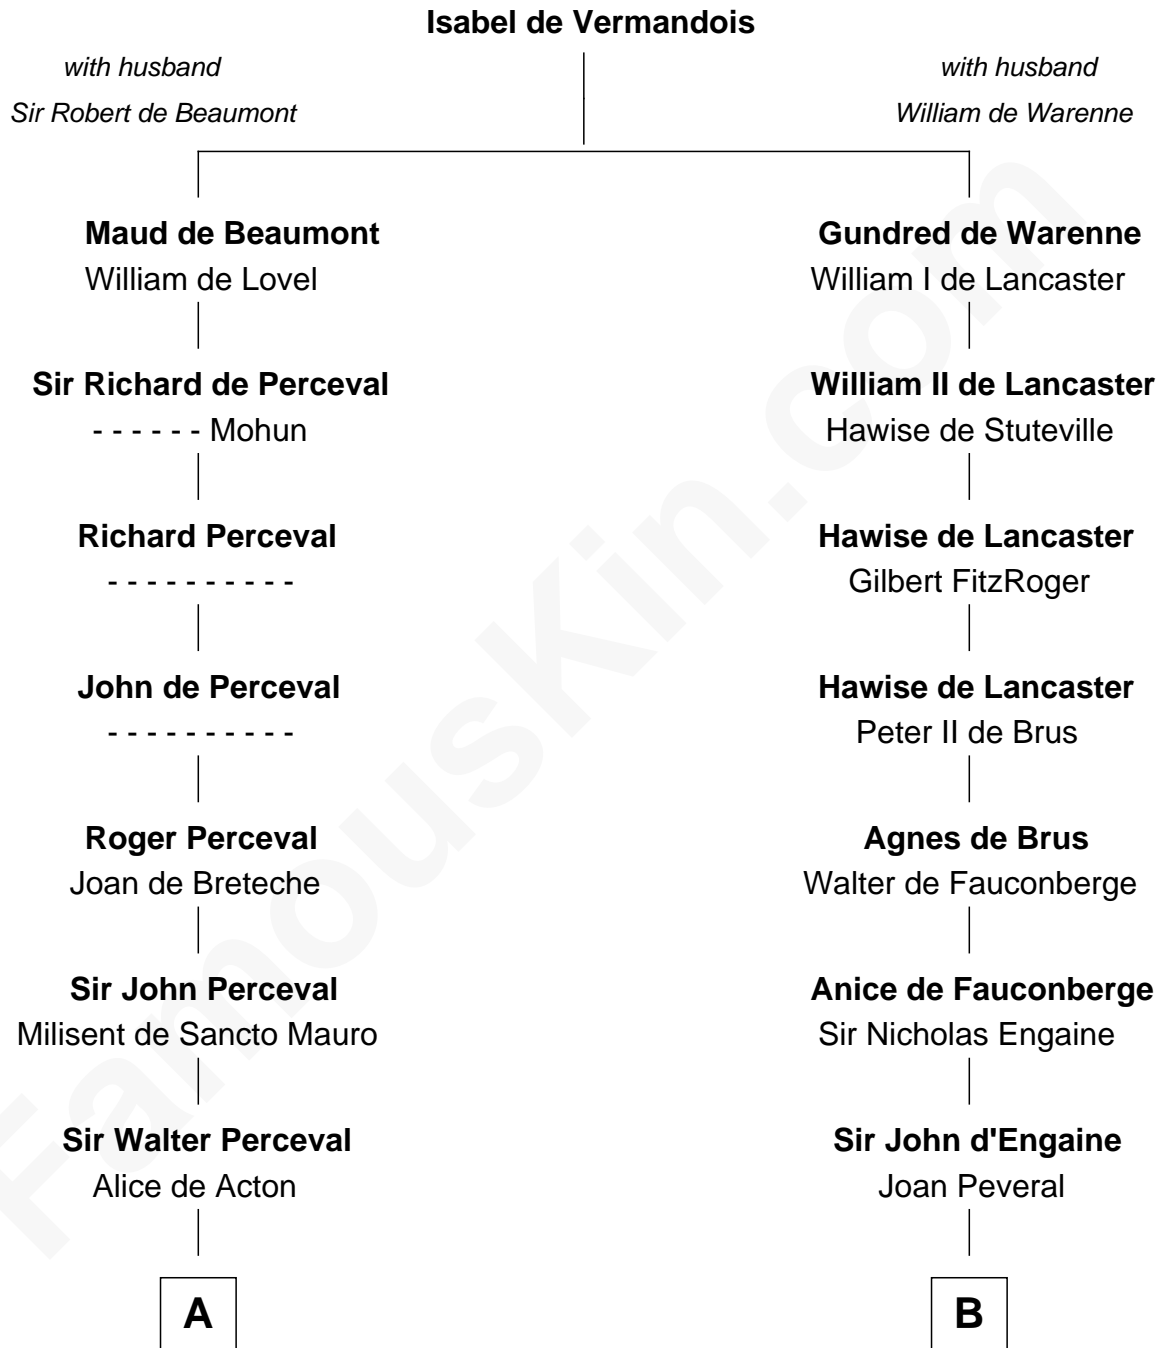 Isabel de Vermandois
with husband
Sir Robert de Beaumont
with husband
William de Warenne
Maud de Beaumont
William de Lovel
Gundred de Warenne
William I de Lancaster
Sir Richard de Perceval
- - - - - - Mohun
William II de Lancaster
Hawise de Stuteville
Richard Perceval
- - - - - - - - - -
Hawise de Lancaster
Gilbert FitzRoger
John de Perceval
- - - - - - - - - -
Hawise de Lancaster
Peter II de Brus
Roger Perceval
Joan de Breteche
Agnes de Brus
Walter de Fauconberge
Sir John Perceval
Milisent de Sancto Mauro
Anice de Fauconberge
Sir Nicholas Engaine
Sir Walter Perceval
Alice de Acton
Sir John d'Engaine
Joan Peveral
A
B
FamousKin.com